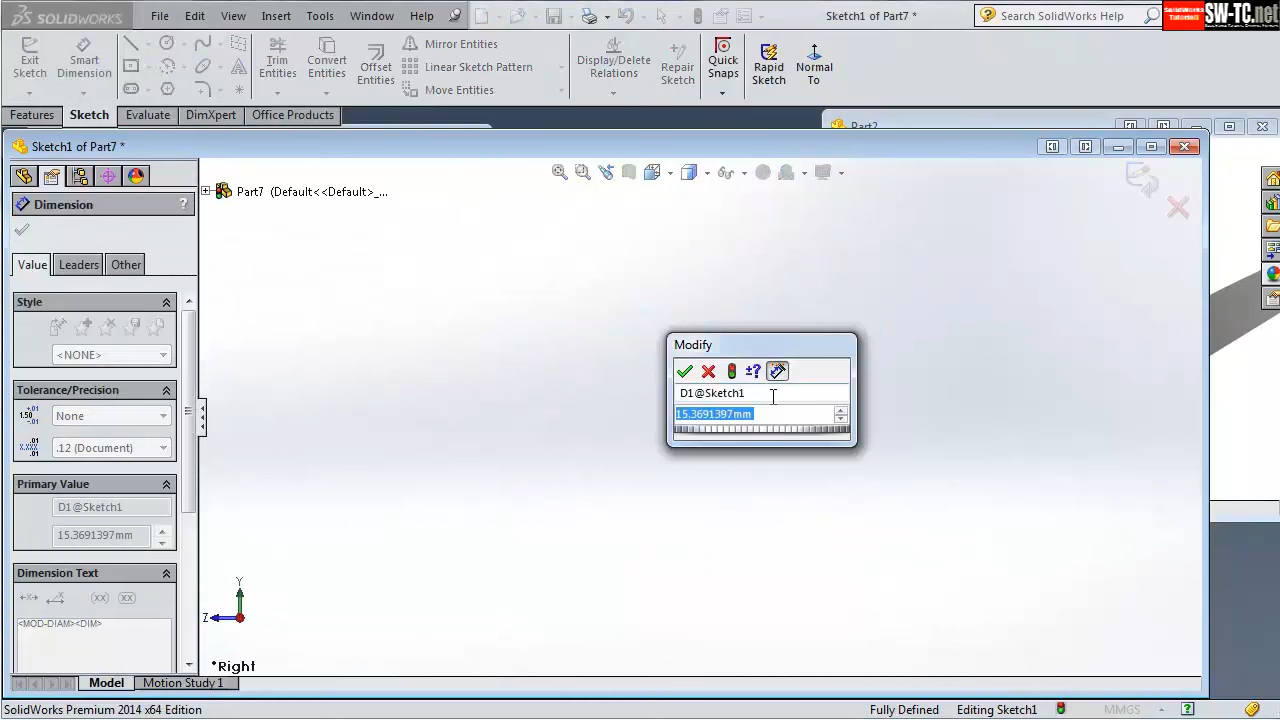 SOLIDWORKS
File Edit View Insert Tools Window Help
Sketch1 of Part7 *
Search SolidWorks Help
SolidWorks Tutorial!
SW-TC.net
Exit Sketch
Smart Dimension
Trim Entities
Convert Entities
Offset Entities
Mirror Entities
Linear Sketch Pattern
Move Entities
Display/Delete Relations
Repair Sketch
Quick Snaps
Rapid Sketch
Normal To
Features Sketch Evaluate DimXpert Office Products
Part2
Sketch1 of Part7 *
Part7 (Default<<Default>_...
Dimension ?
Value Leaders Other
Style
<NONE>
Tolerance/Precision
None
.12 (Document)
Primary Value
D1@Sketch1
15.3691397mm
Dimension Text
<MOD-DIAM><DIM>
Modify
D1@Sketch1
15.3691397mm
Y
Z
*Right
Model Motion Study 1
SolidWorks Premium 2014 x64 Edition
Fully Defined Editing Sketch1 MMGS